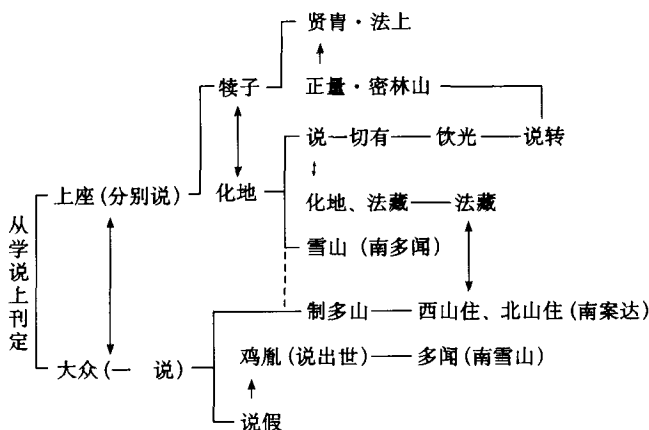 贤胄·法上
犊子
正量·密林山
说一切有 饮光 说转
上座(分别说) 化地
化地、法藏 法藏
从学说上刊定
雪山(南多闻)
制多山 西山住、北山住(南案达)
鸡胤(说出世) 多闻(南雪山)
大众(一 说)
说假